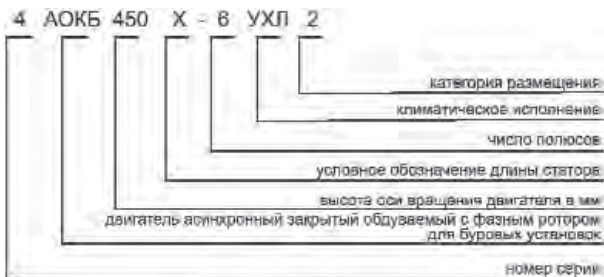 4 АОКБ 450 Х - 6 УХЛ 2
категория размещения
климатическое исполнение
число полюсов
условное обозначение длины статора
высота оси вращения двигателя в мм
двигатель асинхронный закрытый обдуваемый с фазным ротором
для буровых установок
номер серии